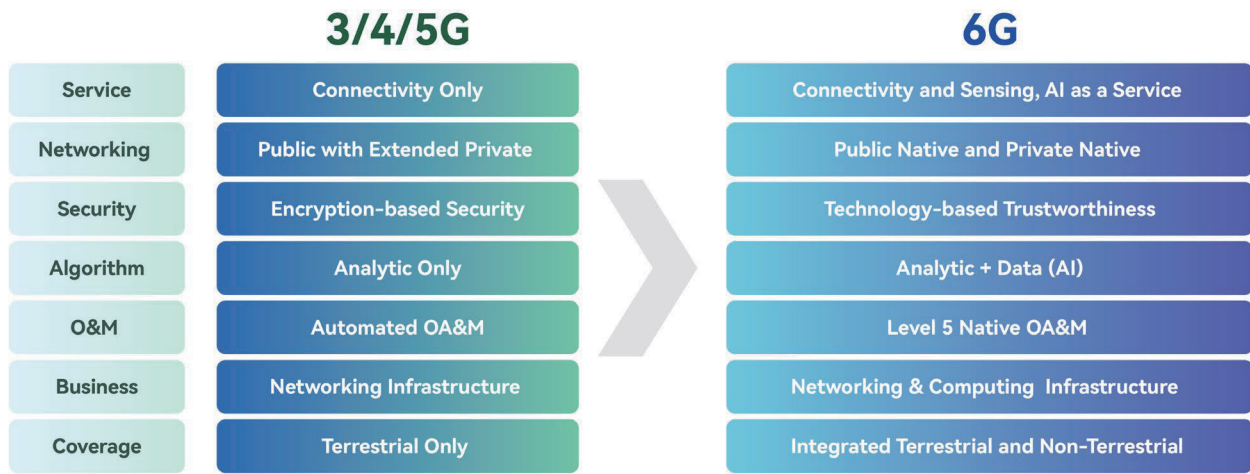 3/4/5G 6G
Service Connectivity Only Connectivity and Sensing, AI as a Service
Networking Public with Extended Private Public Native and Private Native
Security Encryption-based Security Technology-based Trustworthiness
Algorithm Analytic Only Analytic + Data (AI)
O&M Automated OA&M Level 5 Native OA&M
Business Networking Infrastructure Networking & Computing Infrastructure
Coverage Terrestrial Only Integrated Terrestrial and Non-Terrestrial